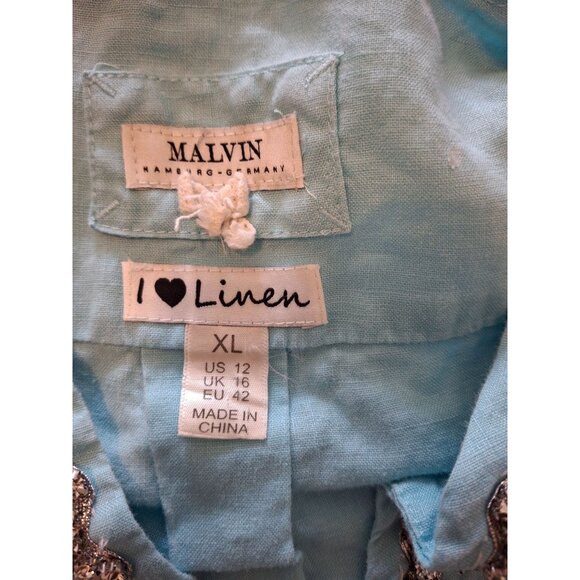 MALVIN
HAMBURG-GERMANY
I ♥ Linen
XL
US 12
UK 16
EU 42
MADE IN
CHINA